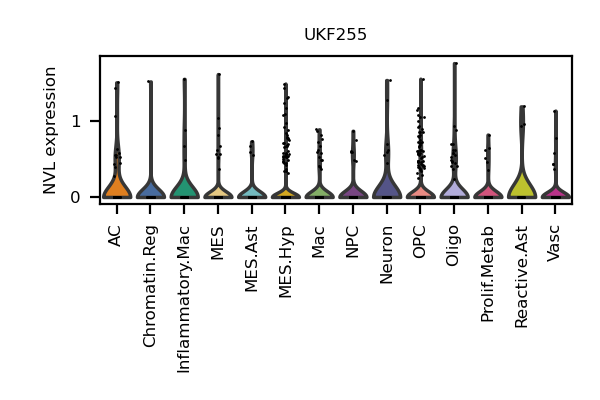 UKF255
NVL expression
1
0
AC
Chromatin.Reg
Inflammatory.Mac
MES
MES.Ast
MES.Hyp
Mac
NPC
Neuron
OPC
Oligo
Prolif.Metab
Reactive.Ast
Vasc